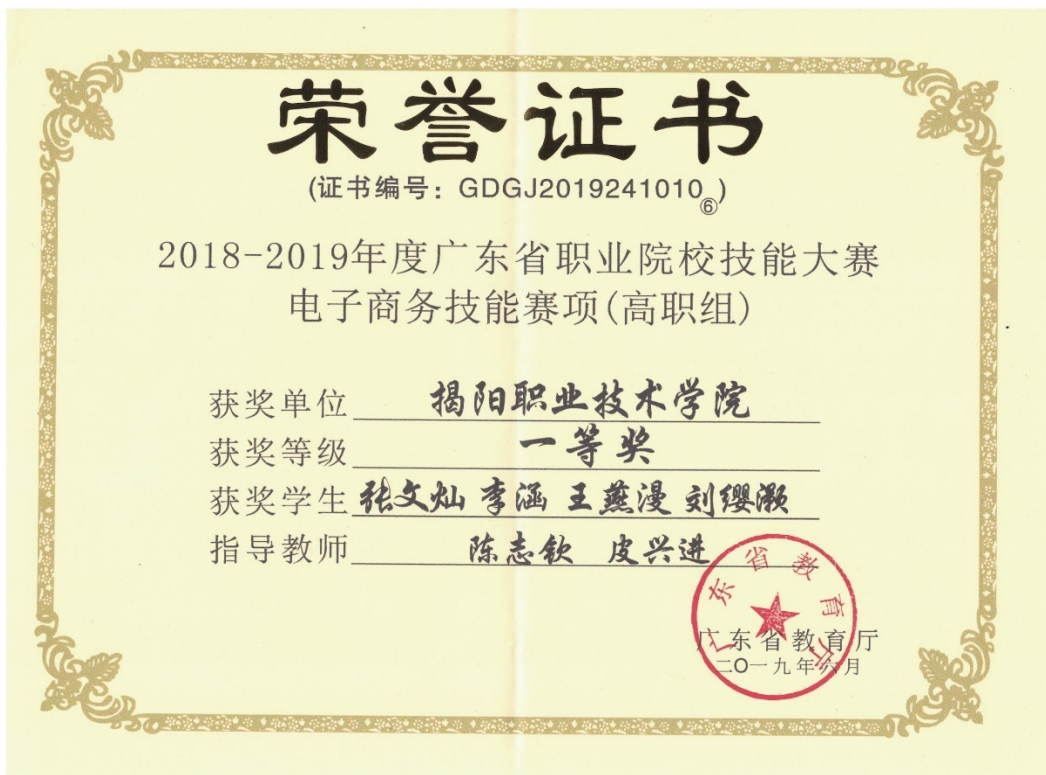 荣誉证书
(证书编号：GDGJ2019241010⑥)
2018-2019年度广东省职业院校技能大赛
电子商务技能赛项(高职组)
获奖单位 揭阳职业技术学院
获奖等级 一等奖
获奖学生 张文灿 李涵 王燕漫 刘缨灏
指导教师 陈志钦 皮兴进
广东省教育厅
广东省教育厅
二〇一九年六月